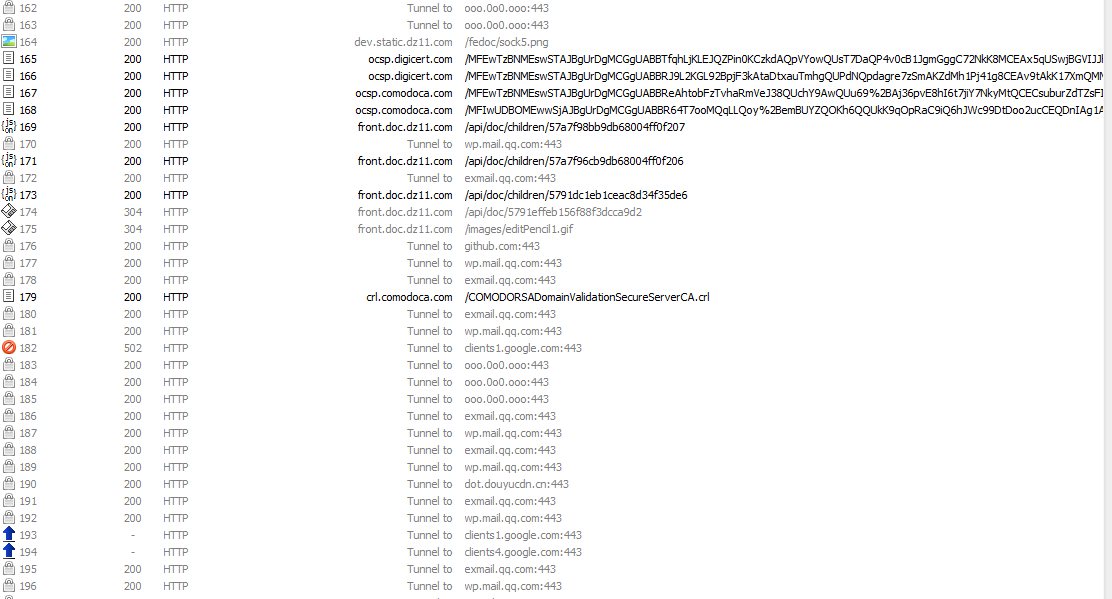 162 200 HTTP Tunnel to ooo.0o0.ooo:443
163 200 HTTP Tunnel to ooo.0o0.ooo:443
164 200 HTTP dev.static.dz11.com /fedoc/sock5.png
165 200 HTTP ocsp.digicert.com
166 200 HTTP ocsp.digicert.com
167 200 HTTP ocsp.comodoca.com
168 200 HTTP ocsp.comodoca.com
169 200 HTTP front.doc.dz11.com /api/doc/children/57a7f98bb9db68004ff0f207
170 200 HTTP Tunnel to wp.mail.qq.com:443
171 200 HTTP front.doc.dz11.com /api/doc/children/57a7f96cb9db68004ff0f206
172 200 HTTP Tunnel to exmail.qq.com:443
173 200 HTTP front.doc.dz11.com /api/doc/children/5791dc1eb1ceac8d34f35de6
174 304 HTTP front.doc.dz11.com /api/doc/5791effeb156f88f3dcca9d2
175 304 HTTP front.doc.dz11.com /images/editPencil1.gif
176 200 HTTP Tunnel to github.com:443
177 200 HTTP Tunnel to wp.mail.qq.com:443
178 200 HTTP Tunnel to exmail.qq.com:443
179 200 HTTP crl.comodoca.com /COMODORSADomainValidationSecureServerCA.crl
180 200 HTTP Tunnel to exmail.qq.com:443
181 200 HTTP Tunnel to wp.mail.qq.com:443
182 502 HTTP Tunnel to clients1.google.com:443
183 200 HTTP Tunnel to ooo.0o0.ooo:443
184 200 HTTP Tunnel to ooo.0o0.ooo:443
185 200 HTTP Tunnel to ooo.0o0.ooo:443
186 200 HTTP Tunnel to exmail.qq.com:443
187 200 HTTP Tunnel to wp.mail.qq.com:443
188 200 HTTP Tunnel to exmail.qq.com:443
189 200 HTTP Tunnel to wp.mail.qq.com:443
190 200 HTTP Tunnel to dot.douyucdn.cn:443
191 200 HTTP Tunnel to exmail.qq.com:443
192 200 HTTP Tunnel to wp.mail.qq.com:443
193 - HTTP Tunnel to clients1.google.com:443
194 - HTTP Tunnel to clients4.google.com:443
195 200 HTTP Tunnel to exmail.qq.com:443
196 200 HTTP Tunnel to wp.mail.qq.com:443